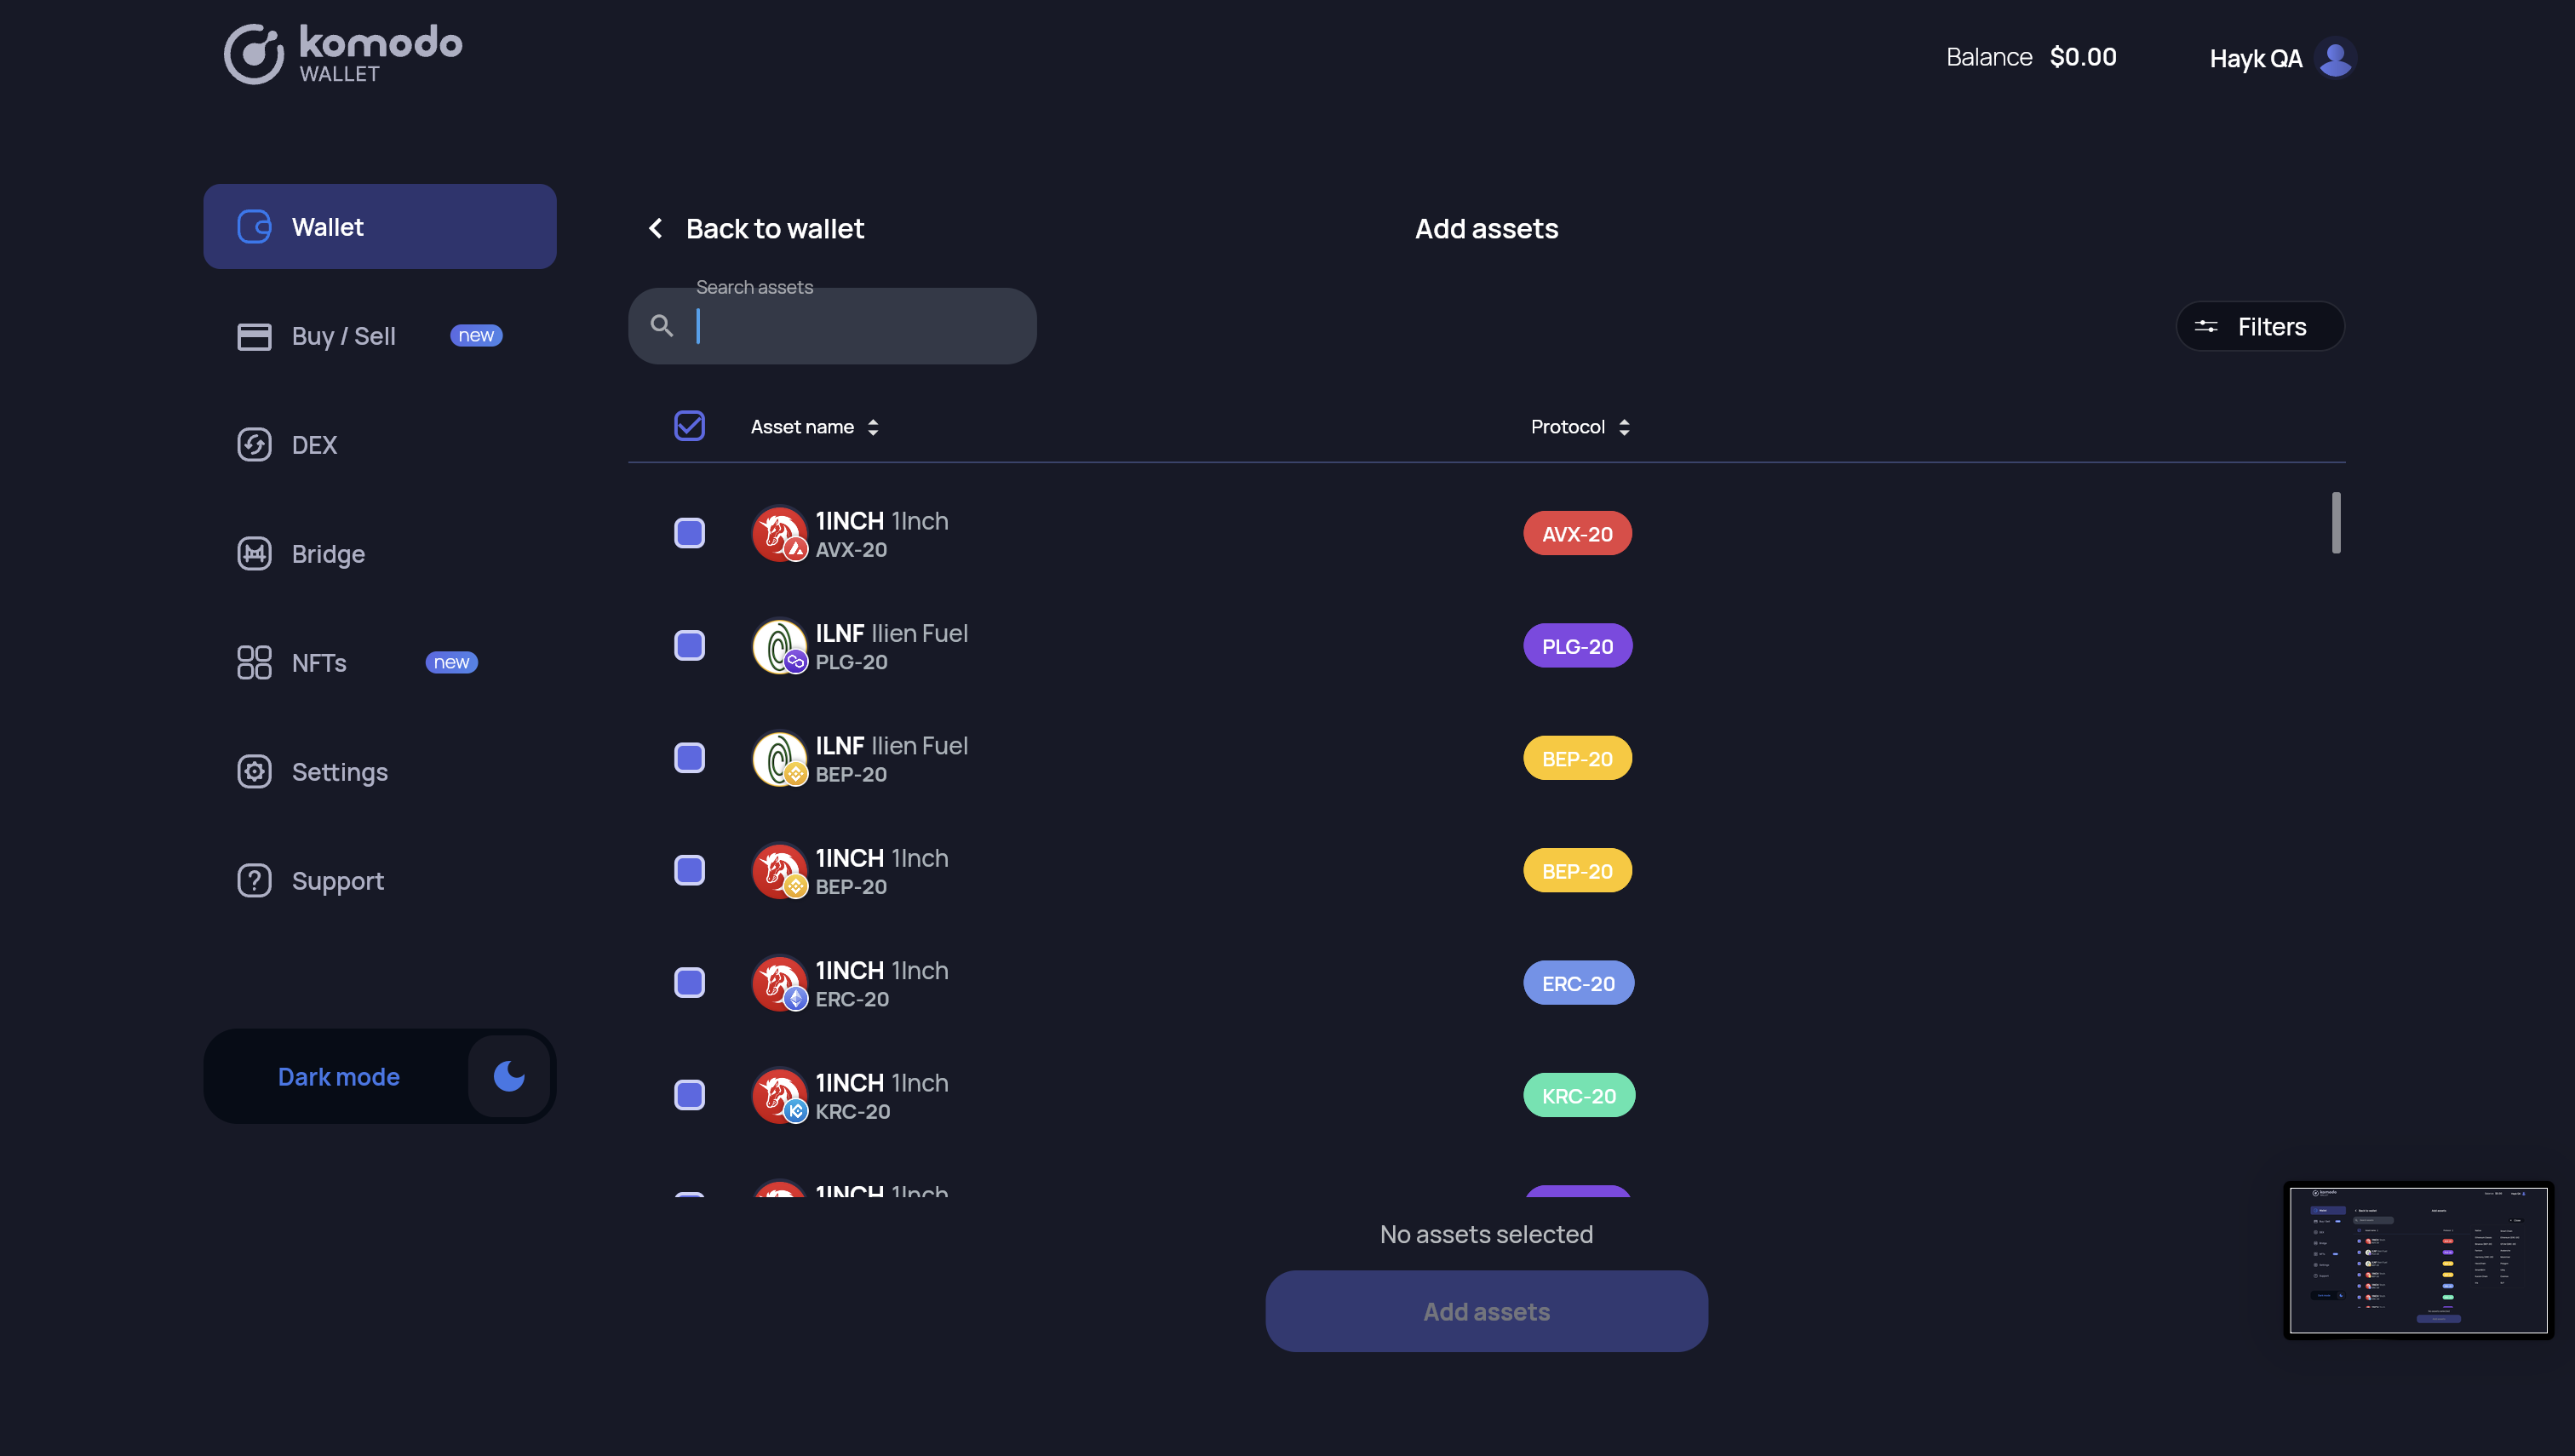 komodo
WALLET
Balance $0.00
Hayk QA
Wallet
Buy / Sell new
DEX
Bridge
NFTs new
Settings
Support
Dark mode
Back to wallet
Add assets
Search assets
Filters
Asset name
Protocol
1INCH 1Inch
AVX-20
AVX-20
ILNF Ilien Fuel
PLG-20
PLG-20
ILNF Ilien Fuel
BEP-20
BEP-20
1INCH 1Inch
BEP-20
BEP-20
1INCH 1Inch
ERC-20
ERC-20
1INCH 1Inch
KRC-20
KRC-20
1INCH 1Inch
No assets selected
Add assets